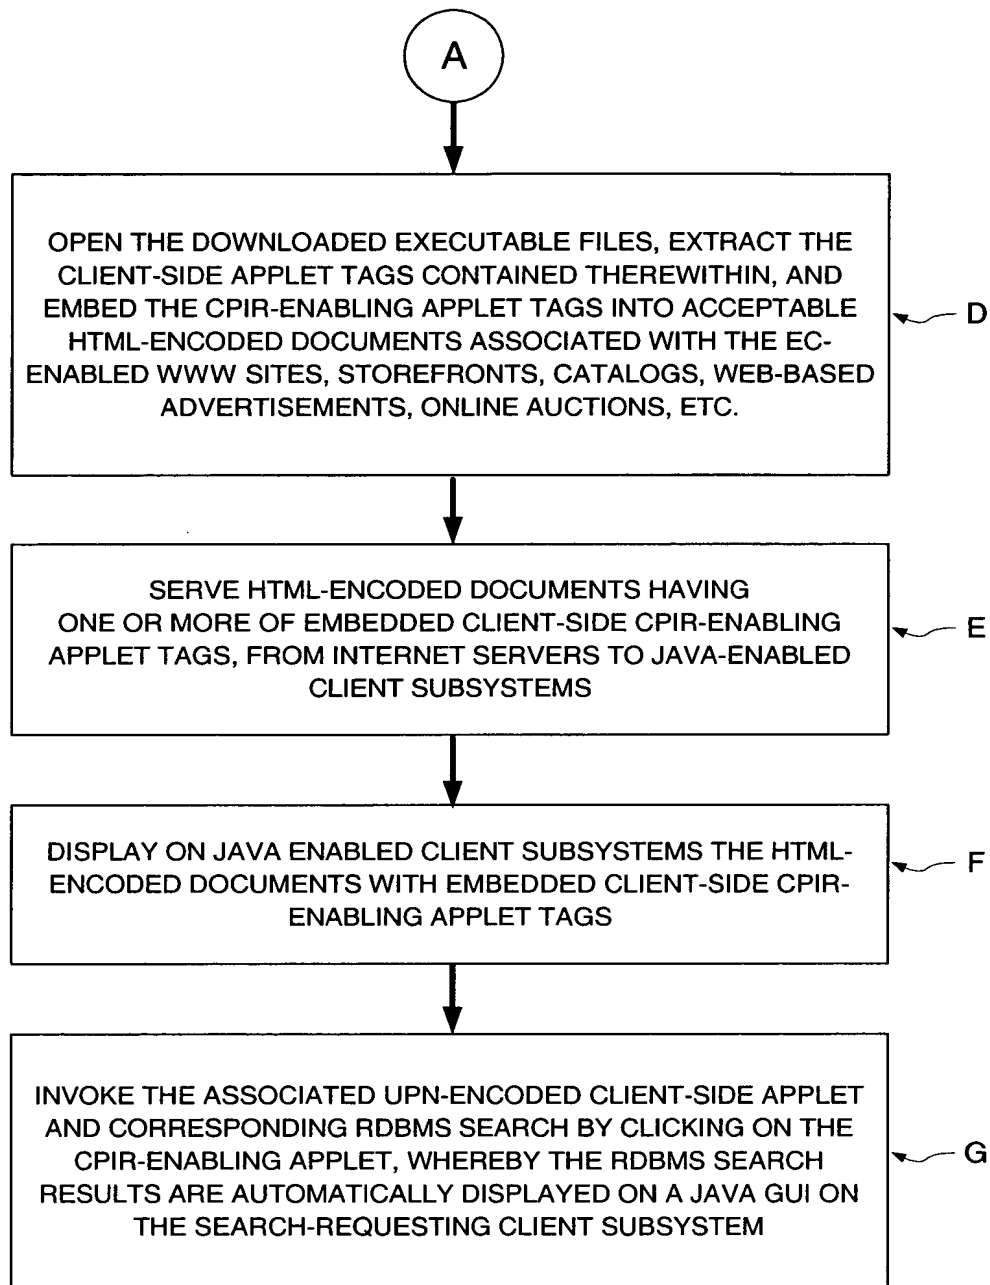 A
OPEN THE DOWNLOADED EXECUTABLE FILES, EXTRACT THE
CLIENT-SIDE APPLET TAGS CONTAINED THEREWITHIN, AND
EMBED THE CPIR-ENABLING APPLET TAGS INTO ACCEPTABLE
HTML-ENCODED DOCUMENTS ASSOCIATED WITH THE EC-
ENABLED WWW SITES, STOREFRONTS, CATALOGS, WEB-BASED
ADVERTISEMENTS, ONLINE AUCTIONS, ETC.
D
SERVE HTML-ENCODED DOCUMENTS HAVING
ONE OR MORE OF EMBEDDED CLIENT-SIDE CPIR-ENABLING
APPLET TAGS, FROM INTERNET SERVERS TO JAVA-ENABLED
CLIENT SUBSYSTEMS
E
DISPLAY ON JAVA ENABLED CLIENT SUBSYSTEMS THE HTML-
ENCODED DOCUMENTS WITH EMBEDDED CLIENT-SIDE CPIR-
ENABLING APPLET TAGS
F
INVOKE THE ASSOCIATED UPN-ENCODED CLIENT-SIDE APPLET
AND CORRESPONDING RDBMS SEARCH BY CLICKING ON THE
CPIR-ENABLING APPLET, WHEREBY THE RDBMS SEARCH
RESULTS ARE AUTOMATICALLY DISPLAYED ON A JAVA GUI ON
THE SEARCH-REQUESTING CLIENT SUBSYSTEM
G